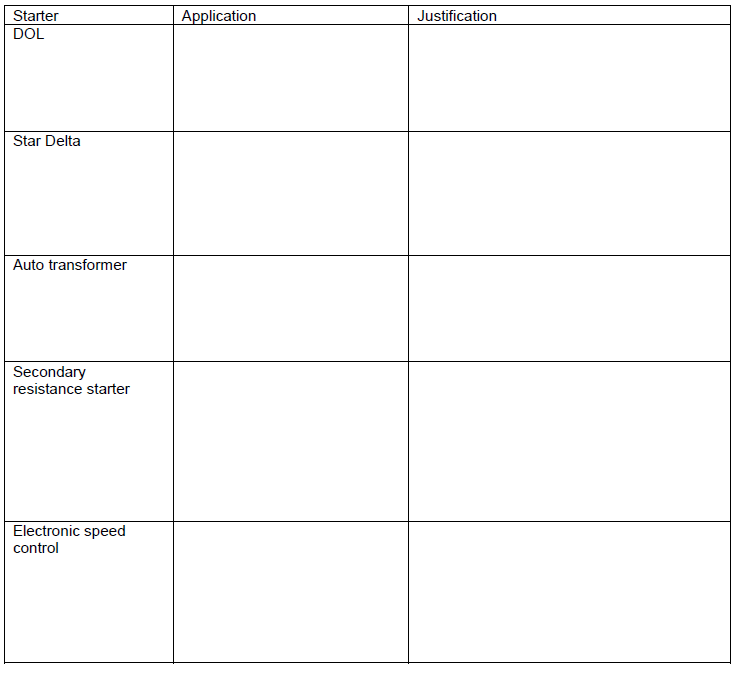 Starter Application Justification
DOL
Star Delta
Auto transformer
Secondary
resistance starter
Electronic speed
control